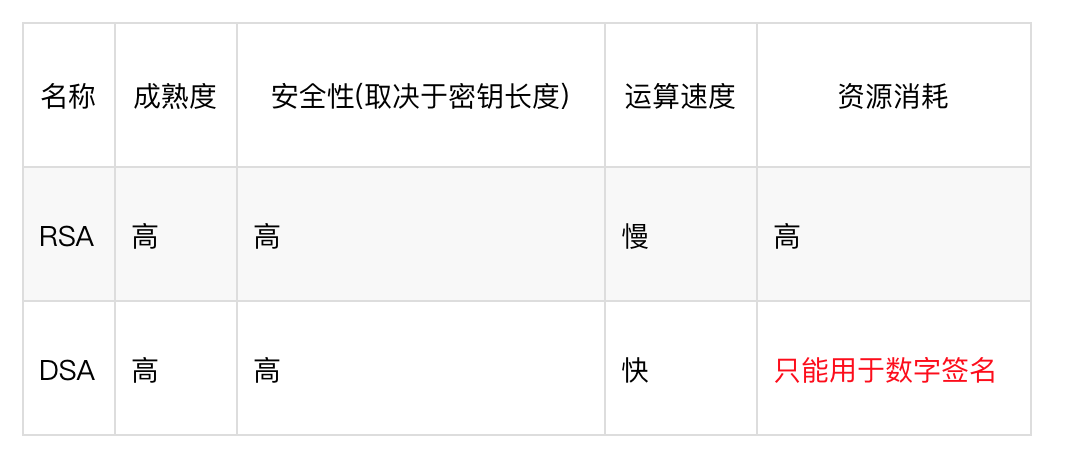 名称 成熟度 安全性(取决于密钥长度) 运算速度 资源消耗
RSA 高 高 慢 高
DSA 高 高 快 只能用于数字签名